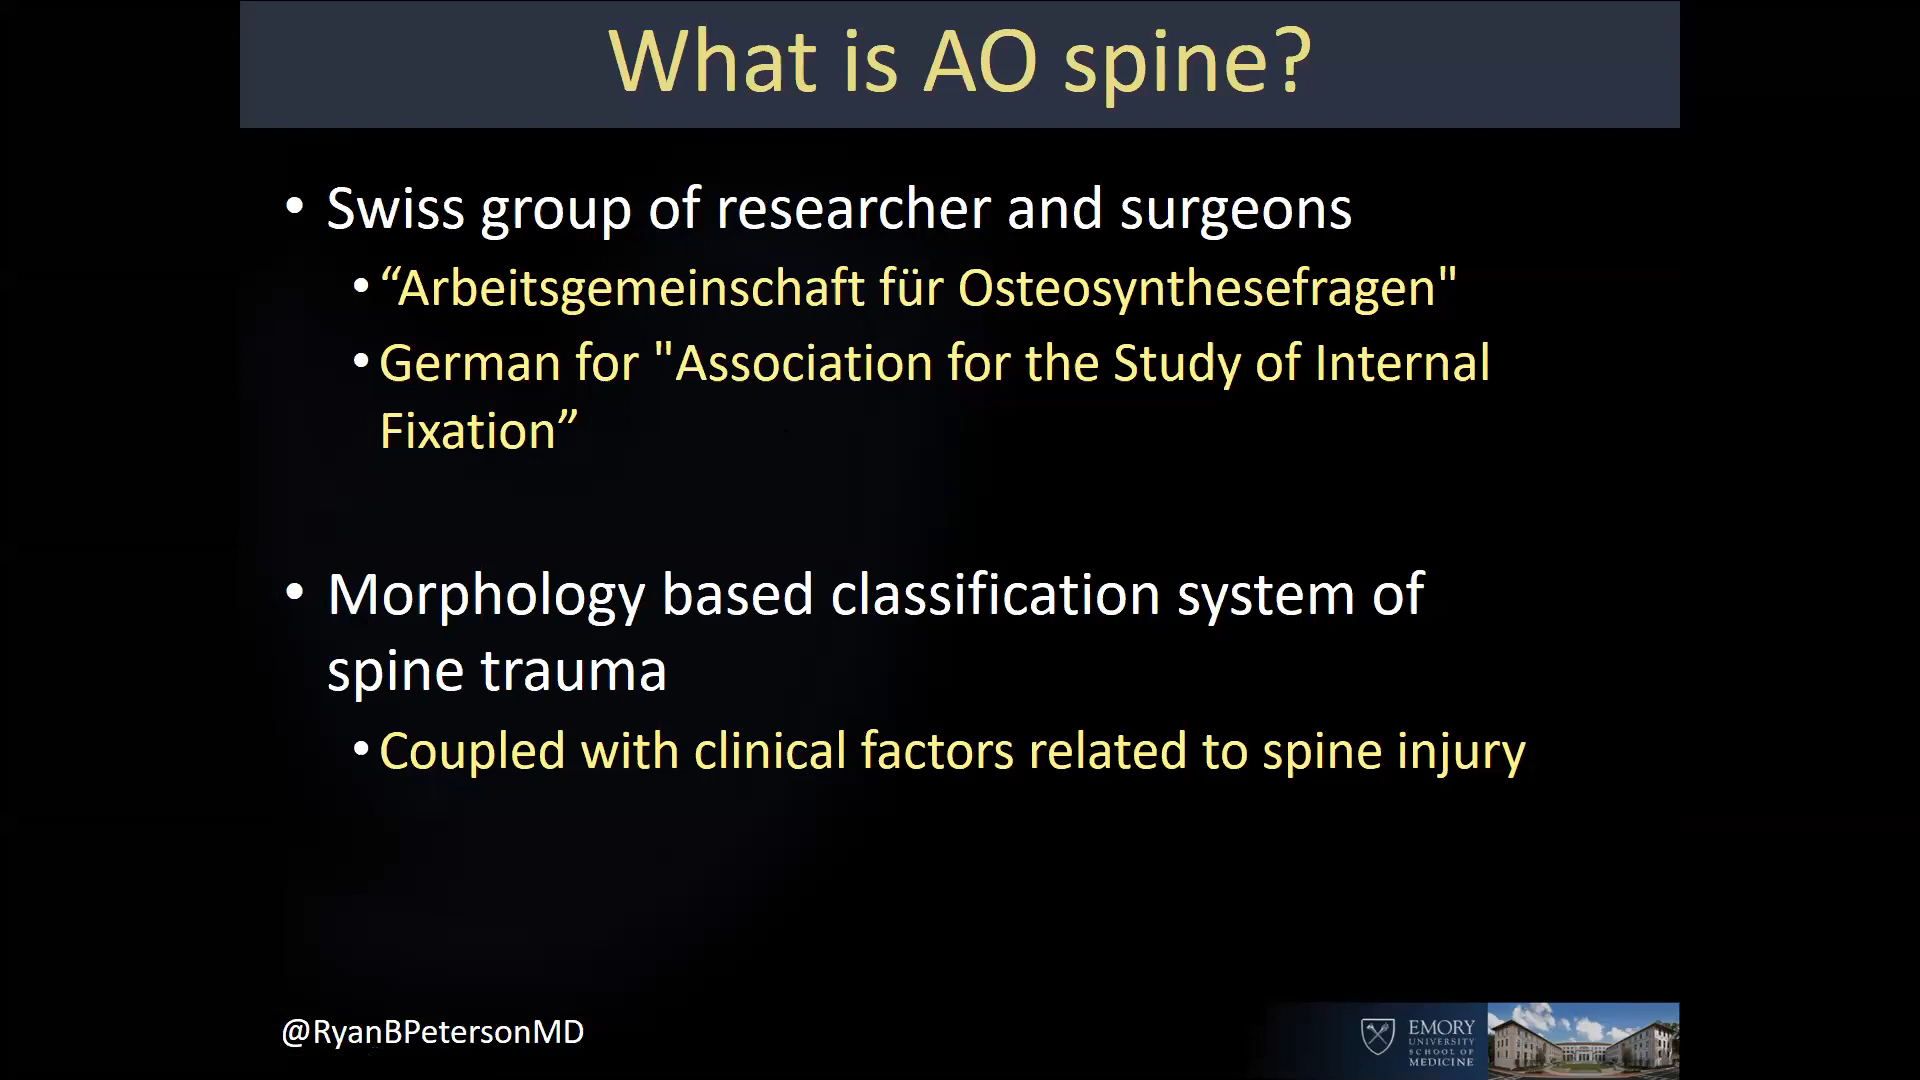 What is AO spine?
• Swiss group of researcher and surgeons
• “Arbeitsgemeinschaft für Osteosynthesefragen"
• German for "Association for the Study of Internal
Fixation”
• Morphology based classification system of
spine trauma
• Coupled with clinical factors related to spine injury
@RyanBPetersonMD
EMORY
UNIVERSITY
SCHOOL OF
MEDICINE